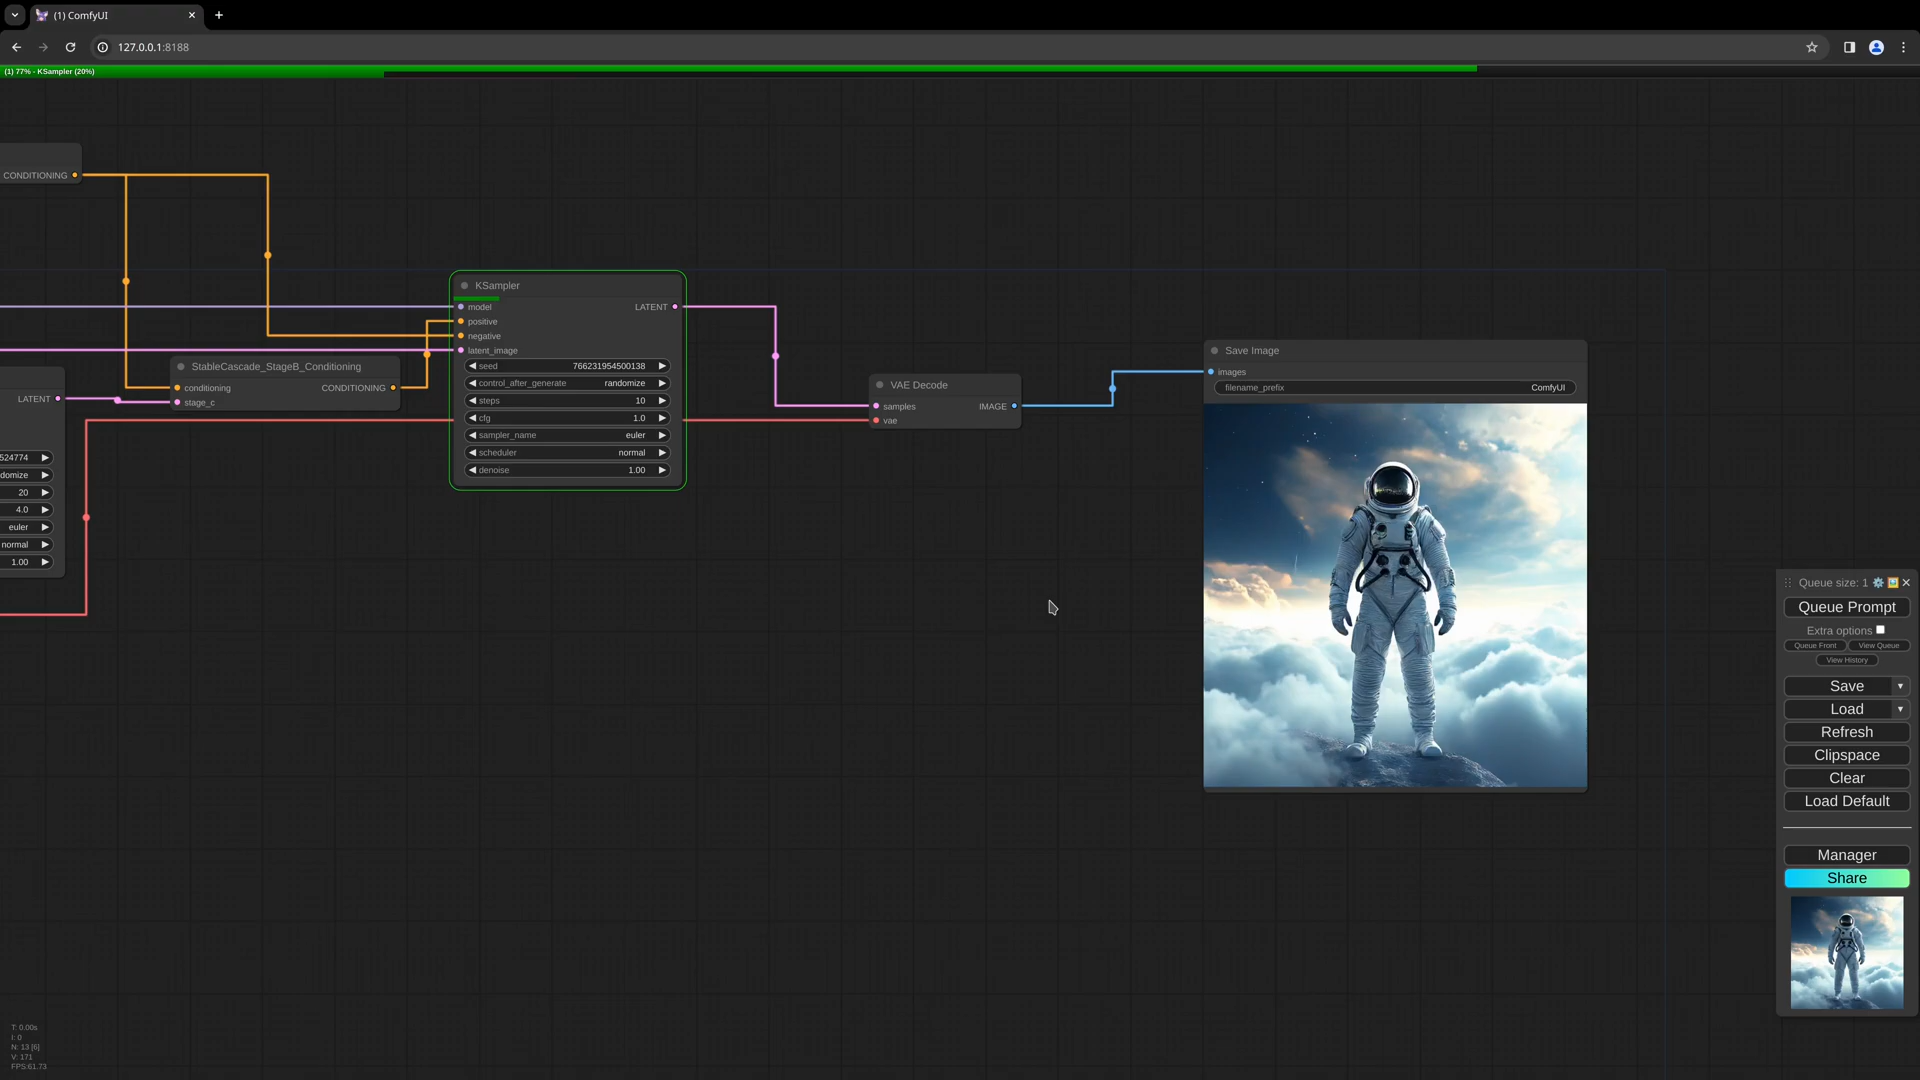 (1) ComfyUI
127.0.0.1:8188
(1) 77% - KSampler (20%)
CONDITIONING
KSampler
model
LATENT
positive
negative
latent_image
seed 766231954500138
control_after_generate randomize
steps 10
cfg 1.0
sampler_name euler
scheduler normal
denoise 1.00
StableCascade_StageB_Conditioning
conditioning CONDITIONING
stage_c
LATENT
524774
domize
20
4.0
euler
normal
1.00
VAE Decode
samples IMAGE
vae
Save Image
images
filename_prefix ComfyUI
Queue size: 1
Queue Prompt
Extra options
Queue Front View Queue
View History
Save
Load
Refresh
Clipspace
Clear
Load Default
Manager
Share
T: 0.00s
I: 0
N: 13 [6]
V: 171
FPS:61.73